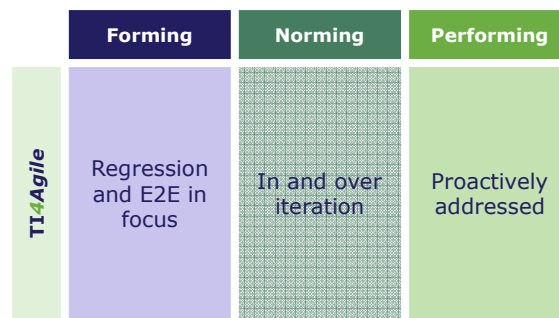 Forming
Norming
Performing
TI4Agile
Regression
and E2E in
focus
In and over
iteration
Proactively
addressed